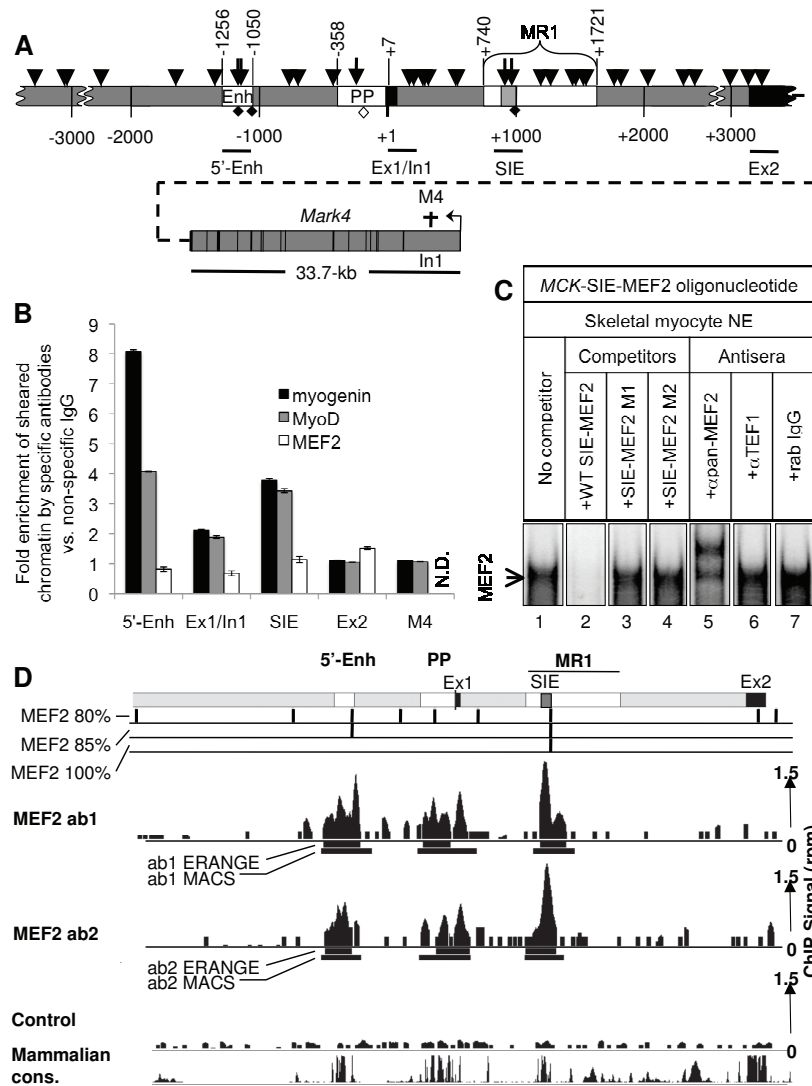 A
-1256
-1050
-358
+7
+740
MR1
+1721
Enh
PP
-3000
-2000
-1000
+1
+1000
+2000
+3000
5'-Enh
Ex1/In1
SIE
Ex2
Mark4
M4
In1
33.7-kb
B
Fold enrichment of sheared
chromatin by specific antibodies
vs. non-specific IgG
9
8
7
6
5
4
3
2
1
0
myogenin
MyoD
MEF2
N.D.
5'-Enh
Ex1/In1
SIE
Ex2
M4
C
MCK-SIE-MEF2 oligonucleotide
Skeletal myocyte NE
Competitors
Antisera
No competitor
+WT SIE-MEF2
+SIE-MEF2 M1
+SIE-MEF2 M2
+αpan-MEF2
+αTEF1
+rab IgG
MEF2
1
2
3
4
5
6
7
D
5'-Enh
PP
MR1
Ex1
SIE
Ex2
MEF2 80%
MEF2 85%
MEF2 100%
1.5
MEF2 ab1
0
ab1 ERANGE
ab1 MACS
1.5
MEF2 ab2
0
ab2 ERANGE
ab2 MACS
1.5
Control
0
Mammalian
cons.
ChIP Signal (rpm)